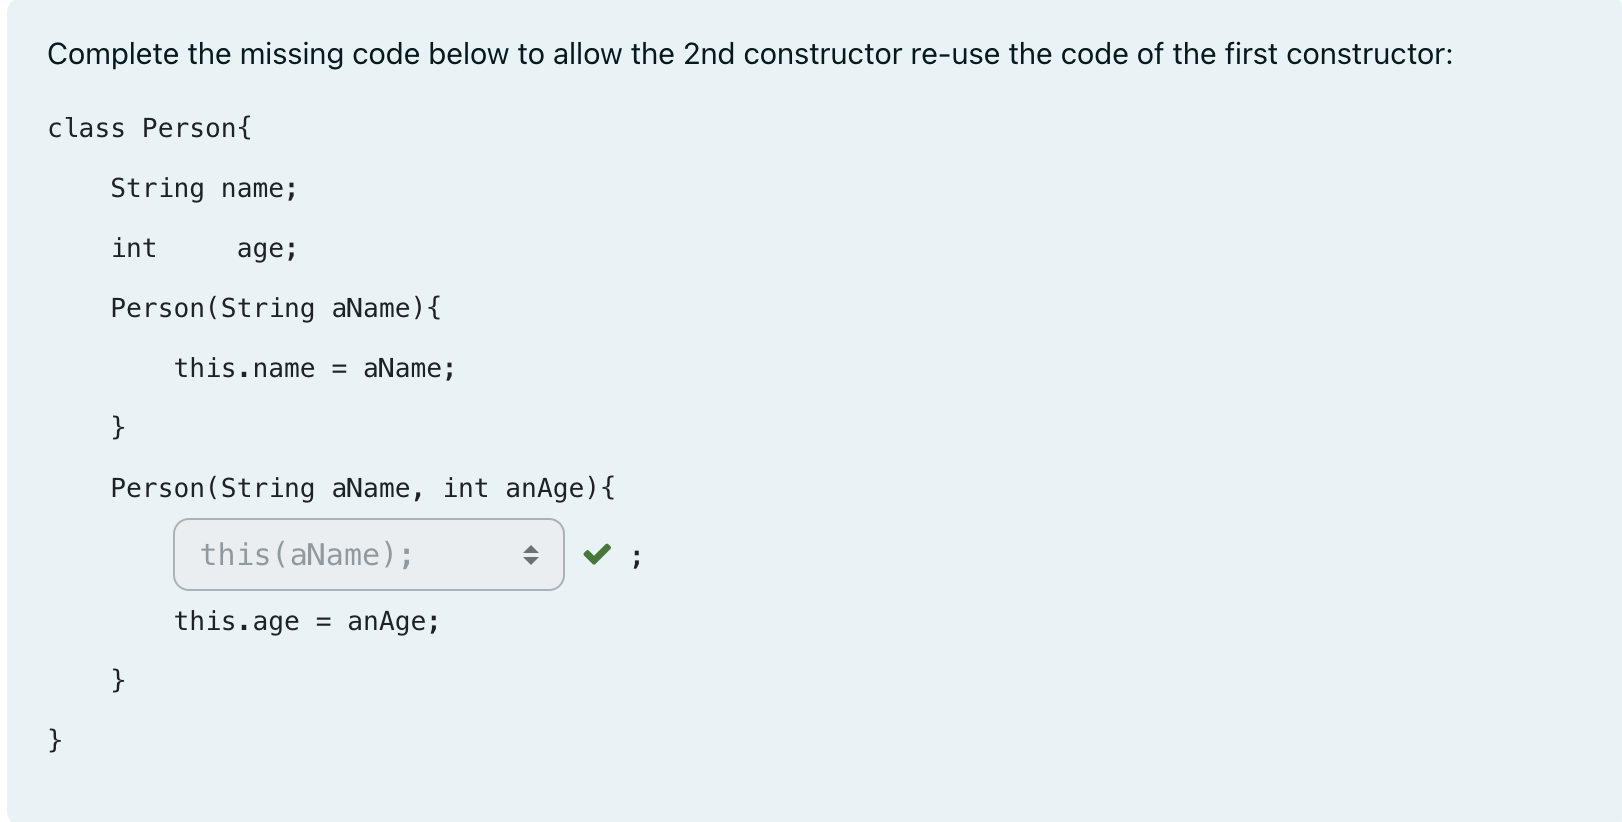 Complete the missing code below to allow the 2nd constructor re-use the code of the first constructor:
class Person{
    String name;
    int     age;
    Person(String aName){
        this.name = aName;
    }
    Person(String aName, int anAge){
        this(aName); ;
        this.age = anAge;
    }
}